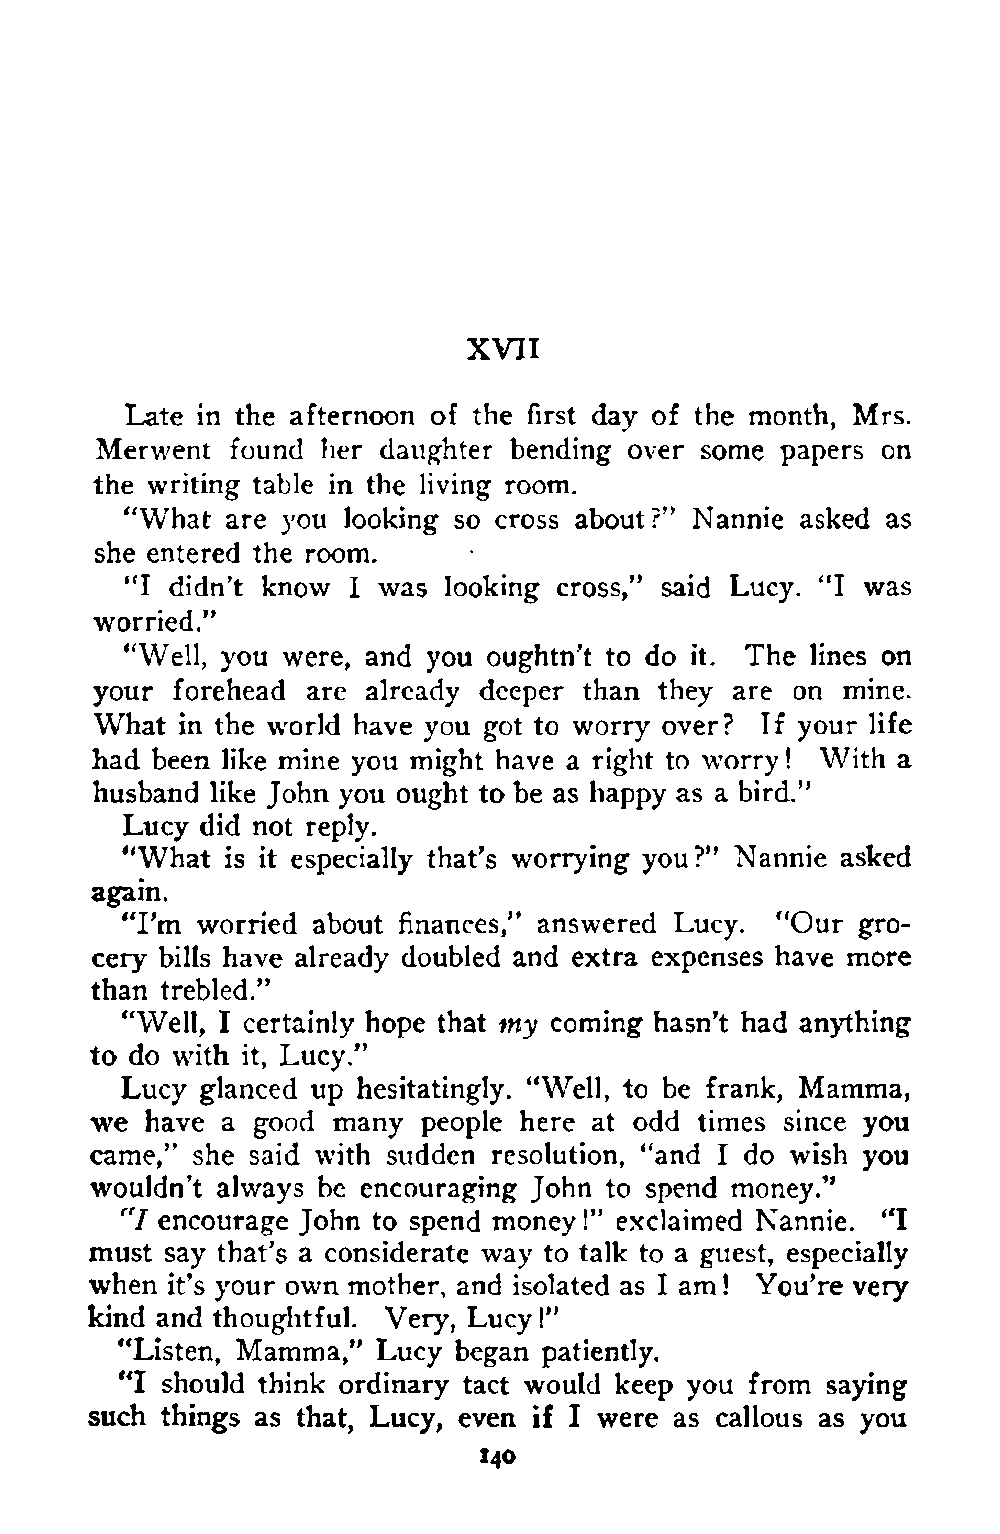 XVII
Late in the afternoon of the first day of the month, Mrs.
Merwent found her daughter bending over some papers on
the writing table in the living room.
"What are you looking so cross about?" Nannie asked as
she entered the room.
"I didn't know I was looking cross," said Lucy. "I was
worried."
"Well, you were, and you oughtn't to do it. The lines on
your forehead are already deeper than they are on mine.
What in the world have you got to worry over? If your life
had been like mine you might have a right to worry! With a
husband like John you ought to be as happy as a bird."
Lucy did not reply.
"What is it especially that's worrying you?" Nannie asked
again.
"I'm worried about finances," answered Lucy. "Our gro-
cery bills have already doubled and extra expenses have more
than trebled."
"Well, I certainly hope that my coming hasn't had anything
to do with it, Lucy."
Lucy glanced up hesitatingly. "Well, to be frank, Mamma,
we have a good many people here at odd times since you
came," she said with sudden resolution, "and I do wish you
wouldn't always be encouraging John to spend money."
"I encourage John to spend money!" exclaimed Nannie. "I
must say that's a considerate way to talk to a guest, especially
when it's your own mother, and isolated as I am! You're very
kind and thoughtful. Very, Lucy!"
"Listen, Mamma," Lucy began patiently.
"I should think ordinary tact would keep you from saying
such things as that, Lucy, even if I were as callous as you
140